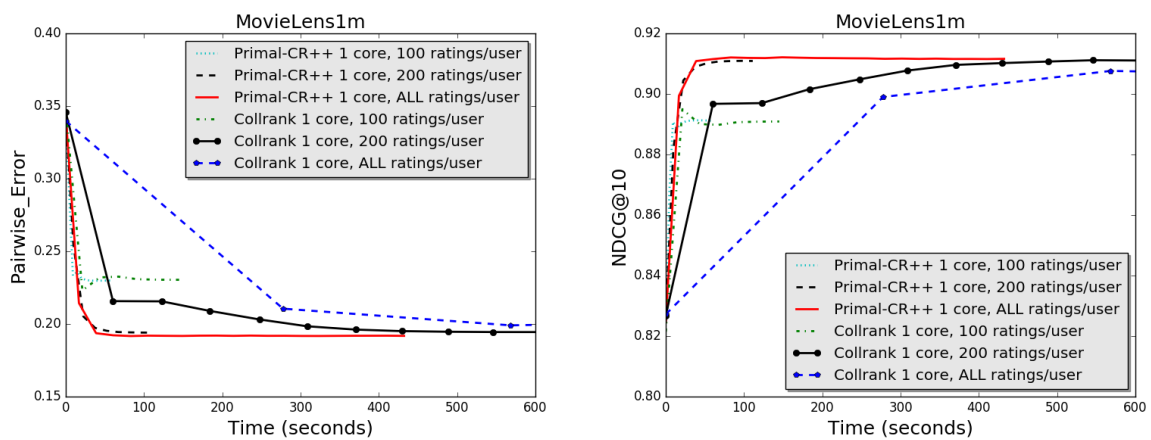 MovieLens1m
0.40
0.35
0.30
0.25
0.20
0.15
Pairwise_Error
Primal-CR++ 1 core, 100 ratings/user
Primal-CR++ 1 core, 200 ratings/user
Primal-CR++ 1 core, ALL ratings/user
Collrank 1 core, 100 ratings/user
Collrank 1 core, 200 ratings/user
Collrank 1 core, ALL ratings/user
0 100 200 300 400 500 600
Time (seconds)
MovieLens1m
0.92
0.90
0.88
0.86
0.84
0.82
0.80
NDCG@10
Primal-CR++ 1 core, 100 ratings/user
Primal-CR++ 1 core, 200 ratings/user
Primal-CR++ 1 core, ALL ratings/user
Collrank 1 core, 100 ratings/user
Collrank 1 core, 200 ratings/user
Collrank 1 core, ALL ratings/user
0 100 200 300 400 500 600
Time (seconds)